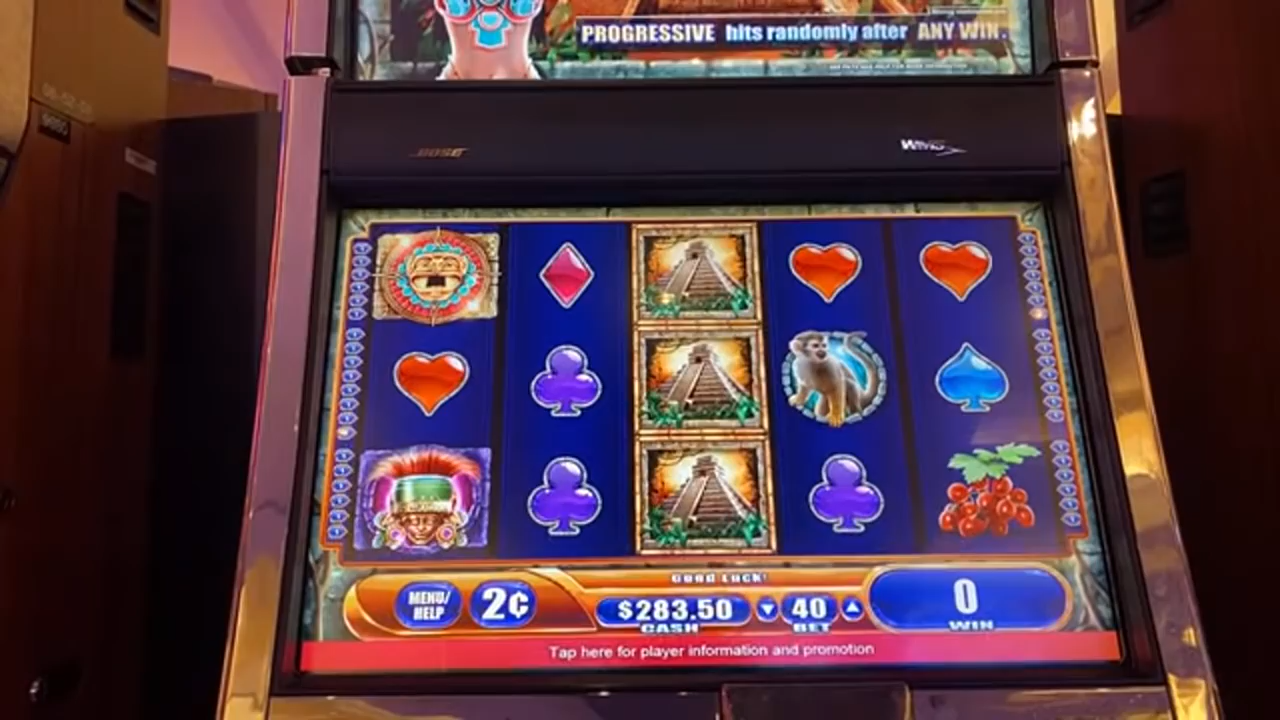 PROGRESSIVE hits randomly after ANY WIN.
BOSE
WMS
GOOD LUCK!
MENU/
HELP
2¢
$283.50
CASH
40
BET
0
WIN
Tap here for player information and promotion